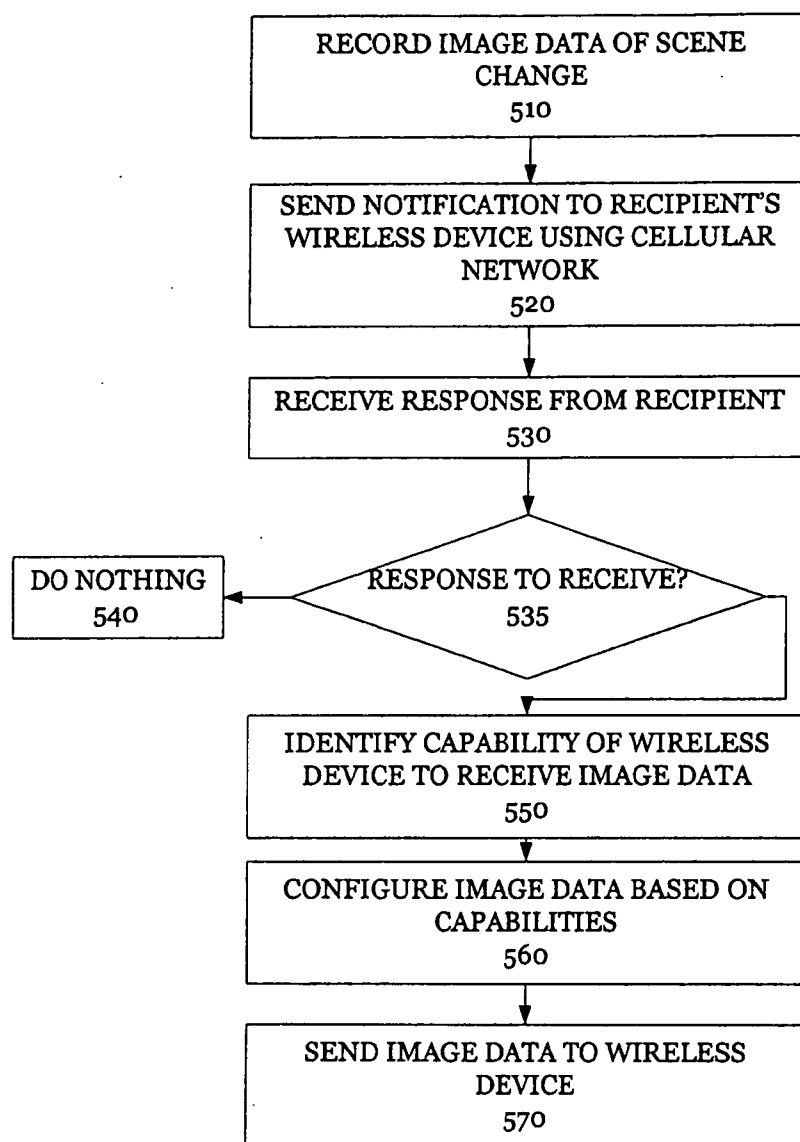 RECORD IMAGE DATA OF SCENE
CHANGE
510
SEND NOTIFICATION TO RECIPIENT'S
WIRELESS DEVICE USING CELLULAR
NETWORK
520
RECEIVE RESPONSE FROM RECIPIENT
530
RESPONSE TO RECEIVE?
535
DO NOTHING
540
IDENTIFY CAPABILITY OF WIRELESS
DEVICE TO RECEIVE IMAGE DATA
550
CONFIGURE IMAGE DATA BASED ON
CAPABILITIES
560
SEND IMAGE DATA TO WIRELESS
DEVICE
570